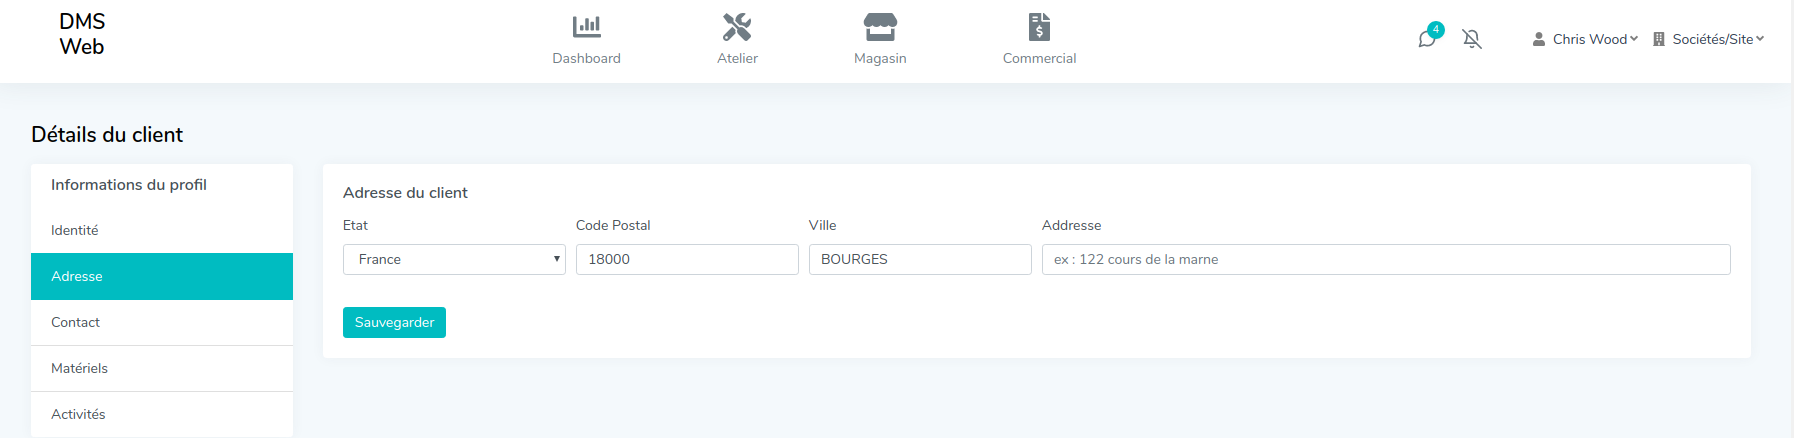 DMS
Web
Dashboard
Atelier
Magasin
Commercial
4
Chris Wood
Sociétés/Site
Détails du client
Informations du profil
Identité
Adresse
Contact
Matériels
Activités
Adresse du client
Etat
Code Postal
Ville
Addresse
France
18000
BOURGES
ex : 122 cours de la marne
Sauvegarder